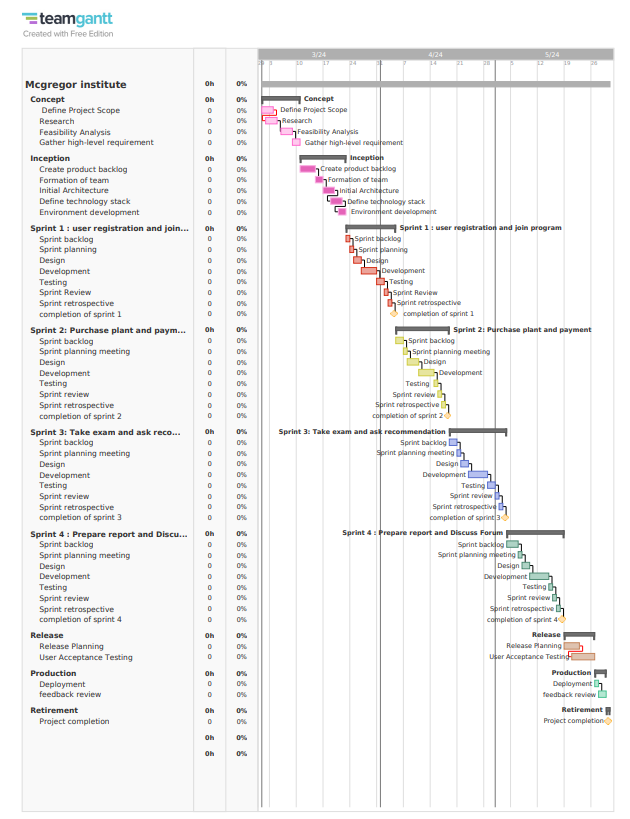 teamgantt
Created with Free Edition
3/24 4/24 5/24
3 10 17 24 31 7 14 21 28 5 12 19 26
Mcgregor institute 0h 0%
Concept 0h 0% Concept
Define Project Scope 0 0% Define Project Scope
Research 0 0% Research
Feasibility Analysis 0 0% Feasibility Analysis
Gather high-level requirement 0 0% Gather high-level requirement
Inception 0h 0% Inception
Create product backlog 0 0% Create product backlog
Formation of team 0 0% Formation of team
Initial Architecture 0 0% Initial Architecture
Define technology stack 0 0% Define technology stack
Environment development 0 0% Environment development
Sprint 1 : user registration and join... 0h 0% Sprint 1 : user registration and join program
Sprint backlog 0 0% Sprint backlog
Sprint planning 0 0% Sprint planning
Design 0 0% Design
Development 0 0% Development
Testing 0 0% Testing
Sprint Review 0 0% Sprint Review
Sprint retrospective 0 0% Sprint retrospective
completion of sprint 1 0 0% completion of sprint 1
Sprint 2: Purchase plant and paym... 0h 0% Sprint 2: Purchase plant and payment
Sprint backlog 0 0% Sprint backlog
Sprint planning meeting 0 0% Sprint planning meeting
Design 0 0% Design
Development 0 0% Development
Testing 0 0% Testing
Sprint review 0 0% Sprint review
Sprint retrospective 0 0% Sprint retrospective
completion of sprint 2 0 0% completion of sprint 2
Sprint 3: Take exam and ask reco... 0h 0% Sprint 3: Take exam and ask recommendation
Sprint backlog 0 0% Sprint backlog
Sprint planning meeting 0 0% Sprint planning meeting
Design 0 0% Design
Development 0 0% Development
Testing 0 0% Testing
Sprint review 0 0% Sprint review
Sprint retrospective 0 0% Sprint retrospective
completion of sprint 3 0 0% completion of sprint 3
Sprint 4 : Prepare report and Discu... 0h 0% Sprint 4 : Prepare report and Discuss Forum
Sprint backlog 0 0% Sprint backlog
Sprint planning meeting 0 0% Sprint planning meeting
Design 0 0% Design
Development 0 0% Development
Testing 0 0% Testing
Sprint review 0 0% Sprint review
Sprint retrospective 0 0% Sprint retrospective
completion of sprint 4 0 0% completion of sprint 4
Release 0h 0% Release
Release Planning 0 0% Release Planning
User Acceptance Testing 0 0% User Acceptance Testing
Production 0h 0% Production
Deployment 0 0% Deployment
feedback review 0 0% feedback review
Retirement 0h 0% Retirement
Project completion 0 0% Project completion
0h 0%
0h 0%